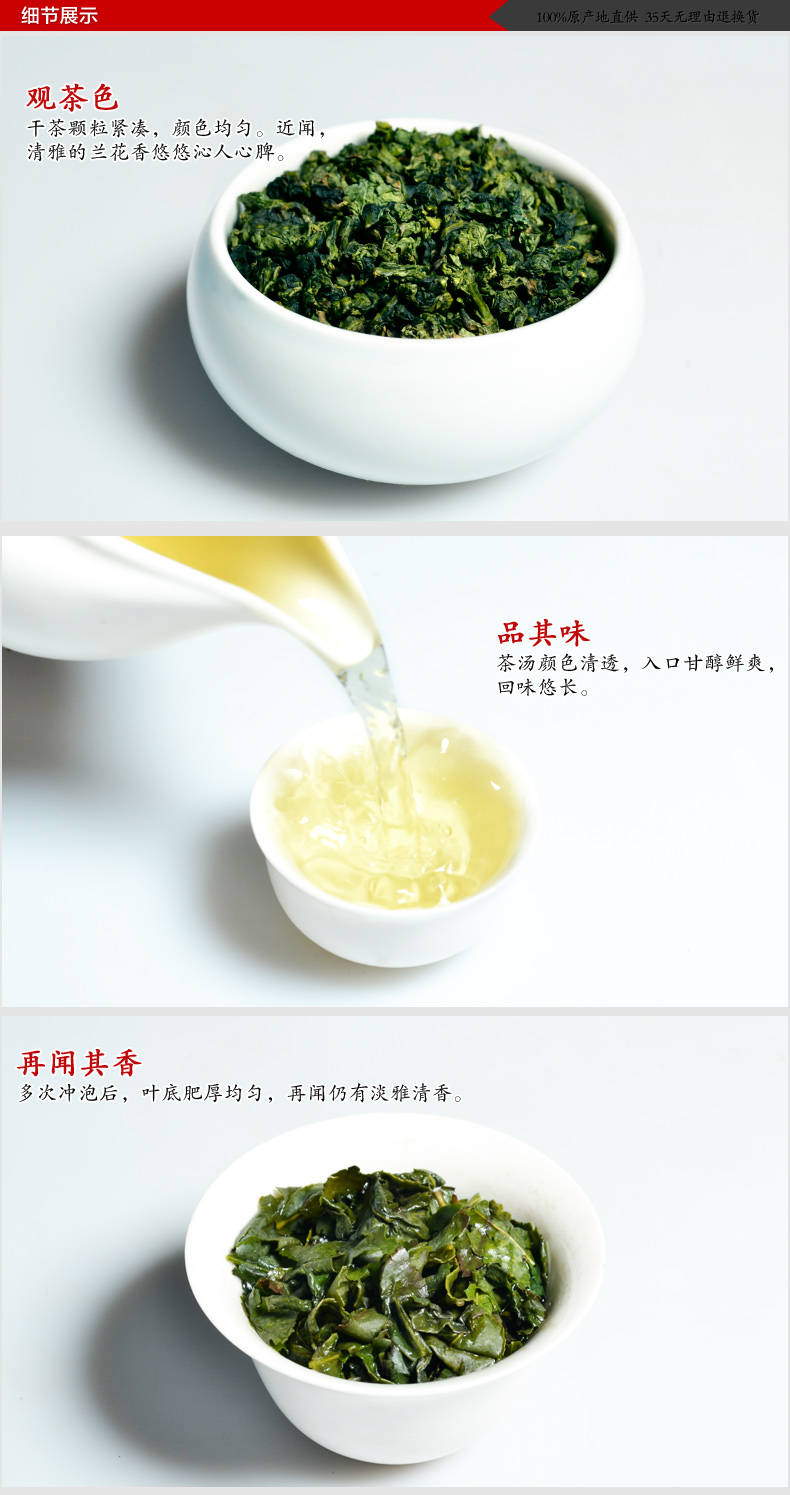 细节展示
100%原产地直供 35天无理由退换货
观茶色
干茶颗粒紧凑，颜色均匀。近闻，
清雅的兰花香悠悠沁人心脾。
品其味
茶汤颜色清透，入口甘醇鲜爽，
回味悠长。
再闻其香
多次冲泡后，叶底肥厚均匀，再闻仍有淡雅清香。